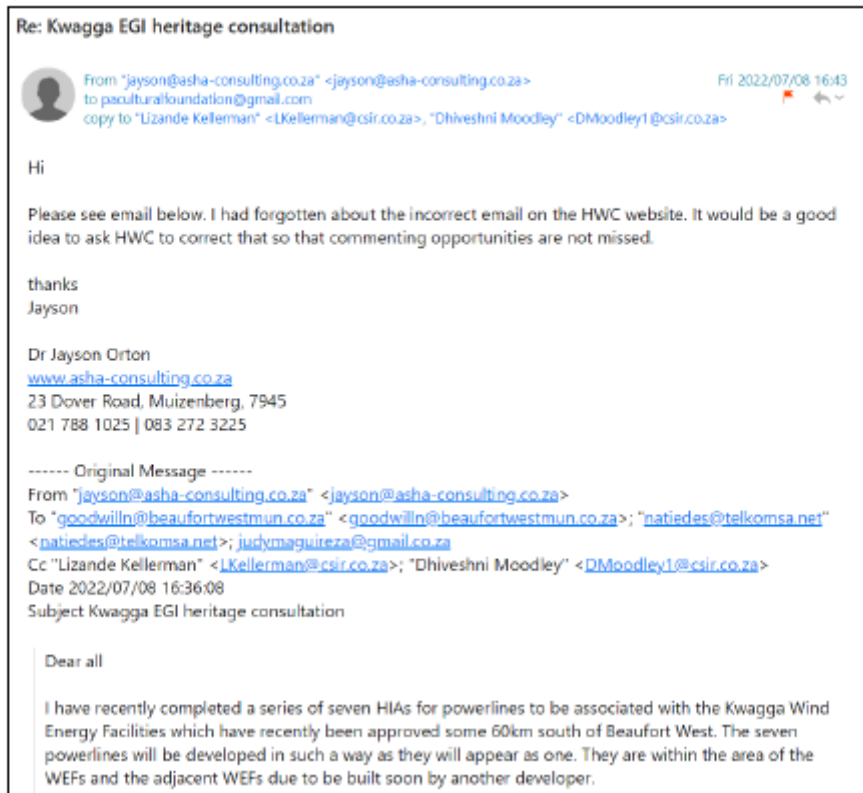 Re: Kwagga EGI heritage consultation
From "jayson@asha-consulting.co.za" <jayson@asha-consulting.co.za>
Fri 2022/07/08 16:43
to paculturalfoundation@gmail.com
copy to "Lizande Kellerman" <LKellerman@csir.co.za>, "Dhiveshni Moodley" <DMoodley1@csir.co.za>
Hi
Please see email below. I had forgotten about the incorrect email on the HWC website. It would be a good
idea to ask HWC to correct that so that commenting opportunities are not missed.
thanks
Jayson
Dr Jayson Orton
www.asha-consulting.co.za
23 Dover Road, Muizenberg, 7945
021 788 1025 | 083 272 3225
------ Original Message ------
From "jayson@asha-consulting.co.za" <jayson@asha-consulting.co.za>
To "goodwilln@beaufortwestmun.co.za" <goodwilln@beaufortwestmun.co.za>; "natiedes@telkomsa.net"
<natiedes@telkomsa.net>; judymaguireza@gmail.co.za
Cc "Lizande Kellerman" <LKellerman@csir.co.za>; "Dhiveshni Moodley" <DMoodley1@csir.co.za>
Date 2022/07/08 16:36:08
Subject Kwagga EGI heritage consultation
Dear all
I have recently completed a series of seven HIAs for powerlines to be associated with the Kwagga Wind
Energy Facilities which have recently been approved some 60km south of Beaufort West. The seven
powerlines will be developed in such a way as they will appear as one. They are within the area of the
WEFs and the adjacent WEFs due to be built soon by another developer.